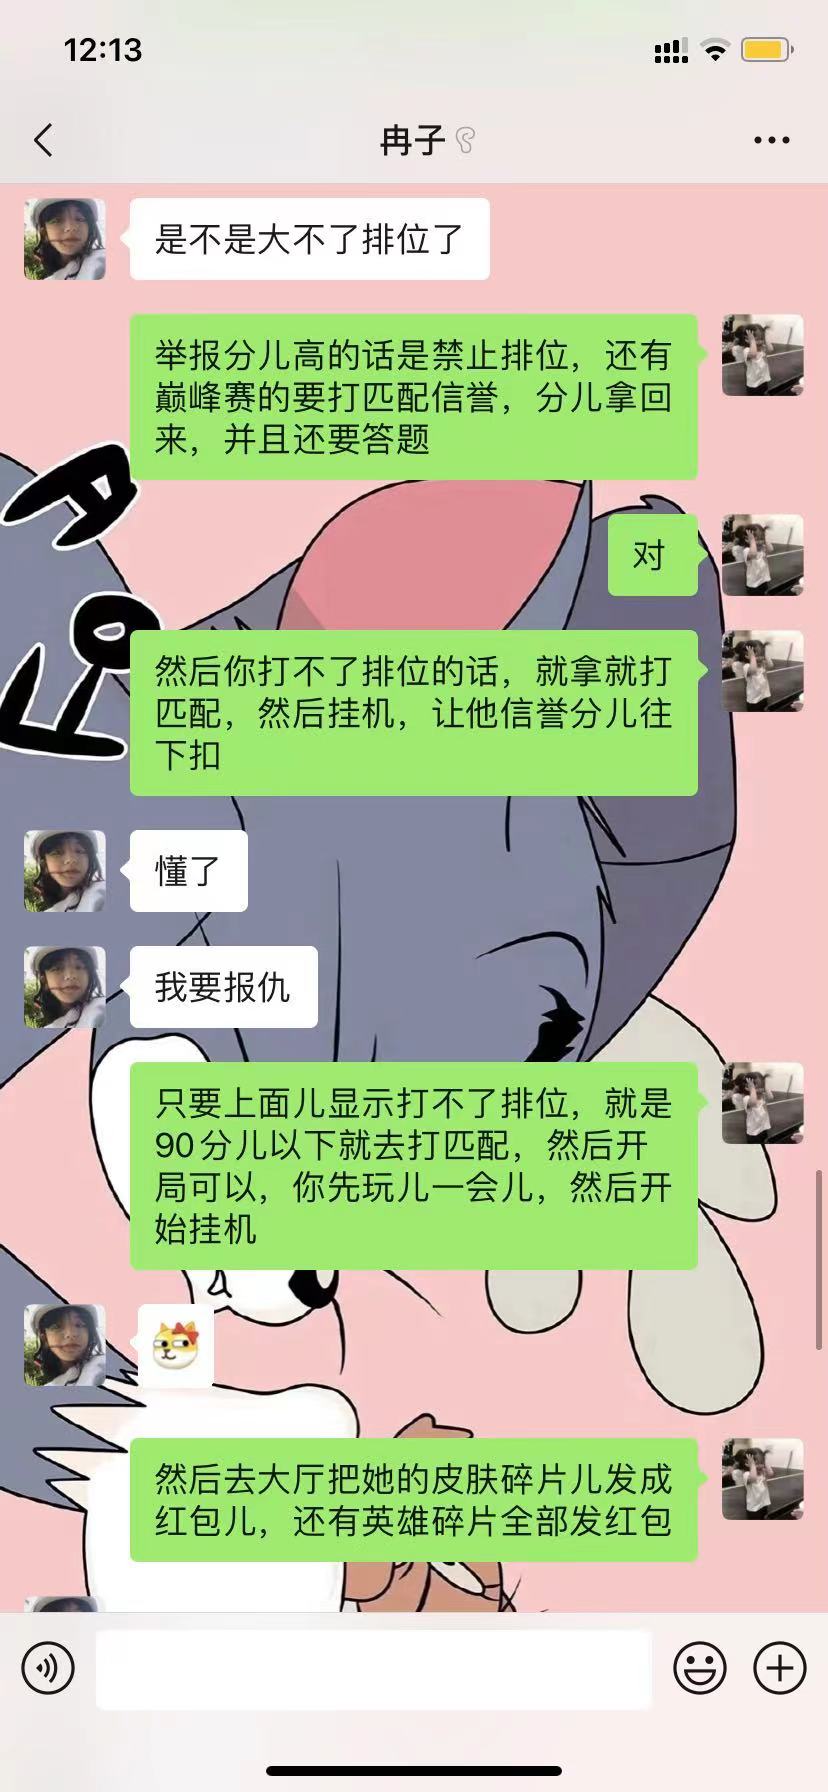 12:13
冉子
是不是大不了排位了
举报分儿高的话是禁止排位，还有
巅峰赛的要打匹配信誉，分儿拿回
来，并且还要答题
对
然后你打不了排位的话，就拿就打
匹配，然后挂机，让他信誉分儿往
下扣
懂了
我要报仇
只要上面儿显示打不了排位，就是
90分儿以下就去打匹配，然后开
局可以，你先玩儿一会儿，然后开
始挂机
然后去大厅把她的皮肤碎片儿发成
红包儿，还有英雄碎片全部发红包